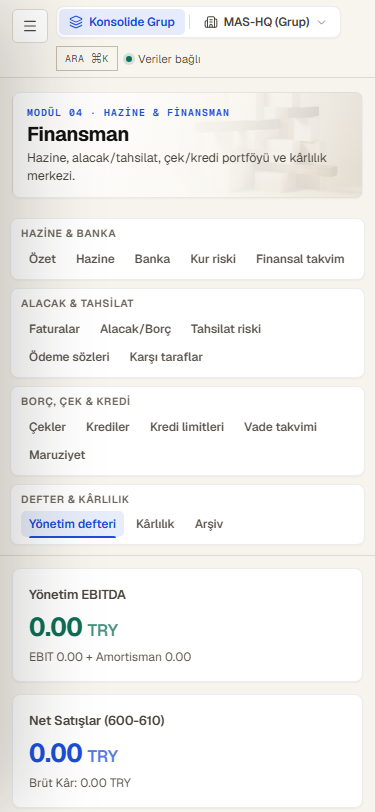 Konsolide Grup
MAS-HQ (Grup)
ARA ⌘K
Veriler bağlı
MODÜL 04 · HAZİNE & FİNANSMAN
Finansman
Hazine, alacak/tahsilat, çek/kredi portföyü ve kârlılık
merkezi.
HAZİNE & BANKA
Özet Hazine Banka Kur riski Finansal takvim
ALACAK & TAHSİLAT
Faturalar Alacak/Borç Tahsilat riski
Ödeme sözleri Karşı taraflar
BORÇ, ÇEK & KREDİ
Çekler Krediler Kredi limitleri Vade takvimi
Maruziyet
DEFTER & KÂRLILIK
Yönetim defteri Kârlılık Arşiv
Yönetim EBITDA
0.00 TRY
EBIT 0.00 + Amortisman 0.00
Net Satışlar (600-610)
0.00 TRY
Brüt Kâr: 0.00 TRY